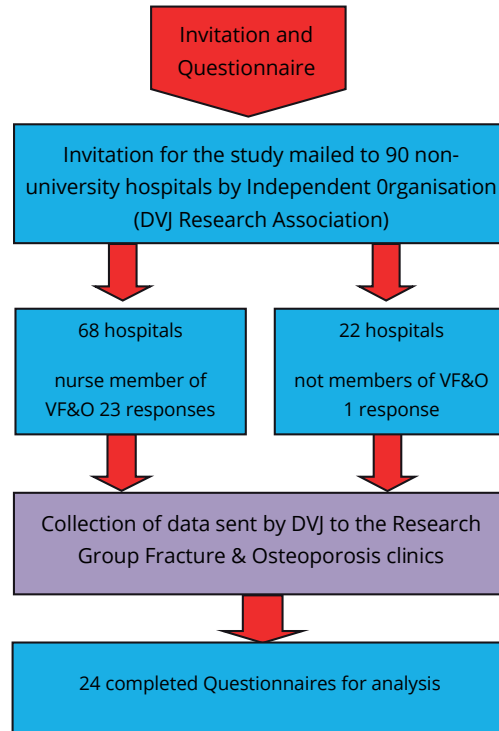 Invitation and
Questionnaire
Invitation for the study mailed to 90 non-
university hospitals by Independent 0rganisation
(DVJ Research Association)
68 hospitals
nurse member of
VF&O 23 responses
22 hospitals
not members of VF&O
1 response
Collection of data sent by DVJ to the Research
Group Fracture & Osteoporosis clinics
24 completed Questionnaires for analysis